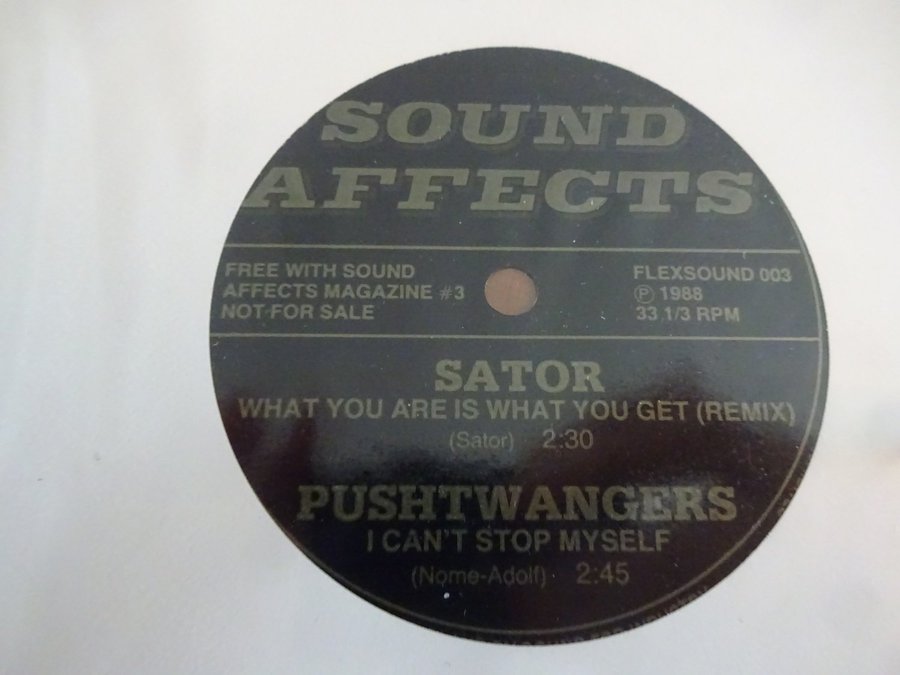 SOUND
AFFECTS
FREE WITH SOUND
AFFECTS MAGAZINE #3
NOT FOR SALE
FLEXSOUND 003
Ⓟ 1988
33 1/3 RPM
SATOR
WHAT YOU ARE IS WHAT YOU GET (REMIX)
(Sator) 2:30
PUSHTWANGERS
I CAN'T STOP MYSELF
(Nome-Adolf) 2:45